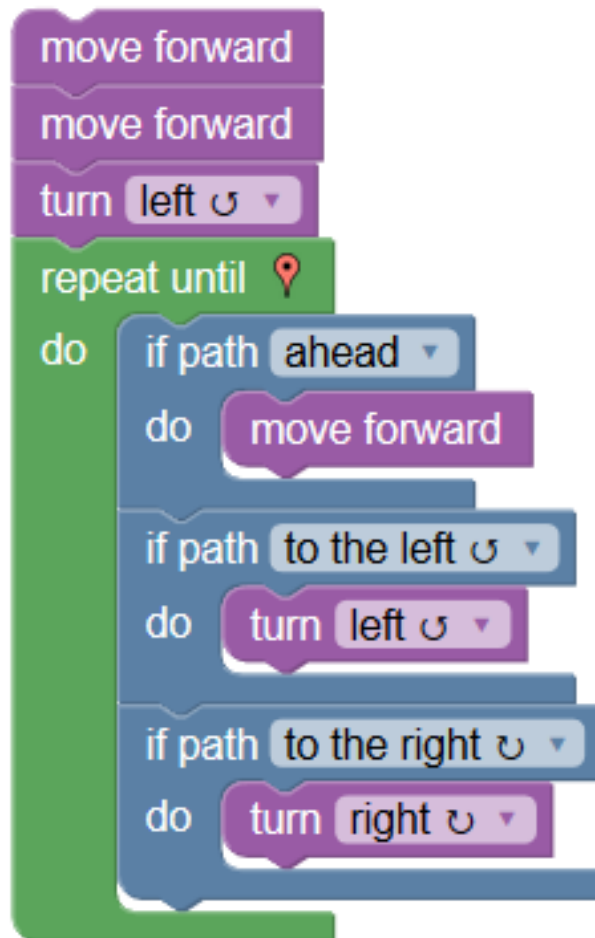 move forward
move forward
turn left ↺ ▾
repeat until
do if path ahead ▾
do move forward
if path to the left ↺ ▾
do turn left ↺ ▾
if path to the right ↻ ▾
do turn right ↻ ▾